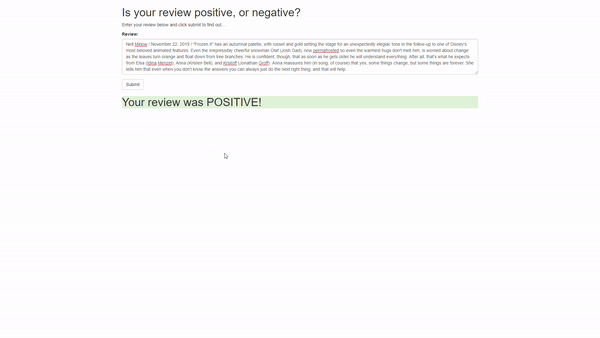 Is your review positive, or negative?
Enter your review below and click submit to find out...
Review:
Nell Minow / November 22, 2019 / "Frozen II" has an autumnal palette, with russet and gold setting the stage for an unexpectedly elegiac tone in the follow-up to one of Disney's
most beloved animated features. Even the irrepressibly cheerful snowman Olaf (Josh Gad), now permafrosted so even the warmest hugs don't melt him, is worried about change
as the leaves turn orange and float down from tree branches. He is confident, though, that as soon as he gets older he will understand everything. After all, that's what he expects
from Elsa (Idina Menzel), Anna (Kristen Bell), and Kristoff (Jonathan Groff). Anna reassures him (in song, of course) that yes, some things change, but some things are forever. She
tells him that even when you don't know the answers you can always just do the next right thing, and that will help.
Submit
Your review was POSITIVE!